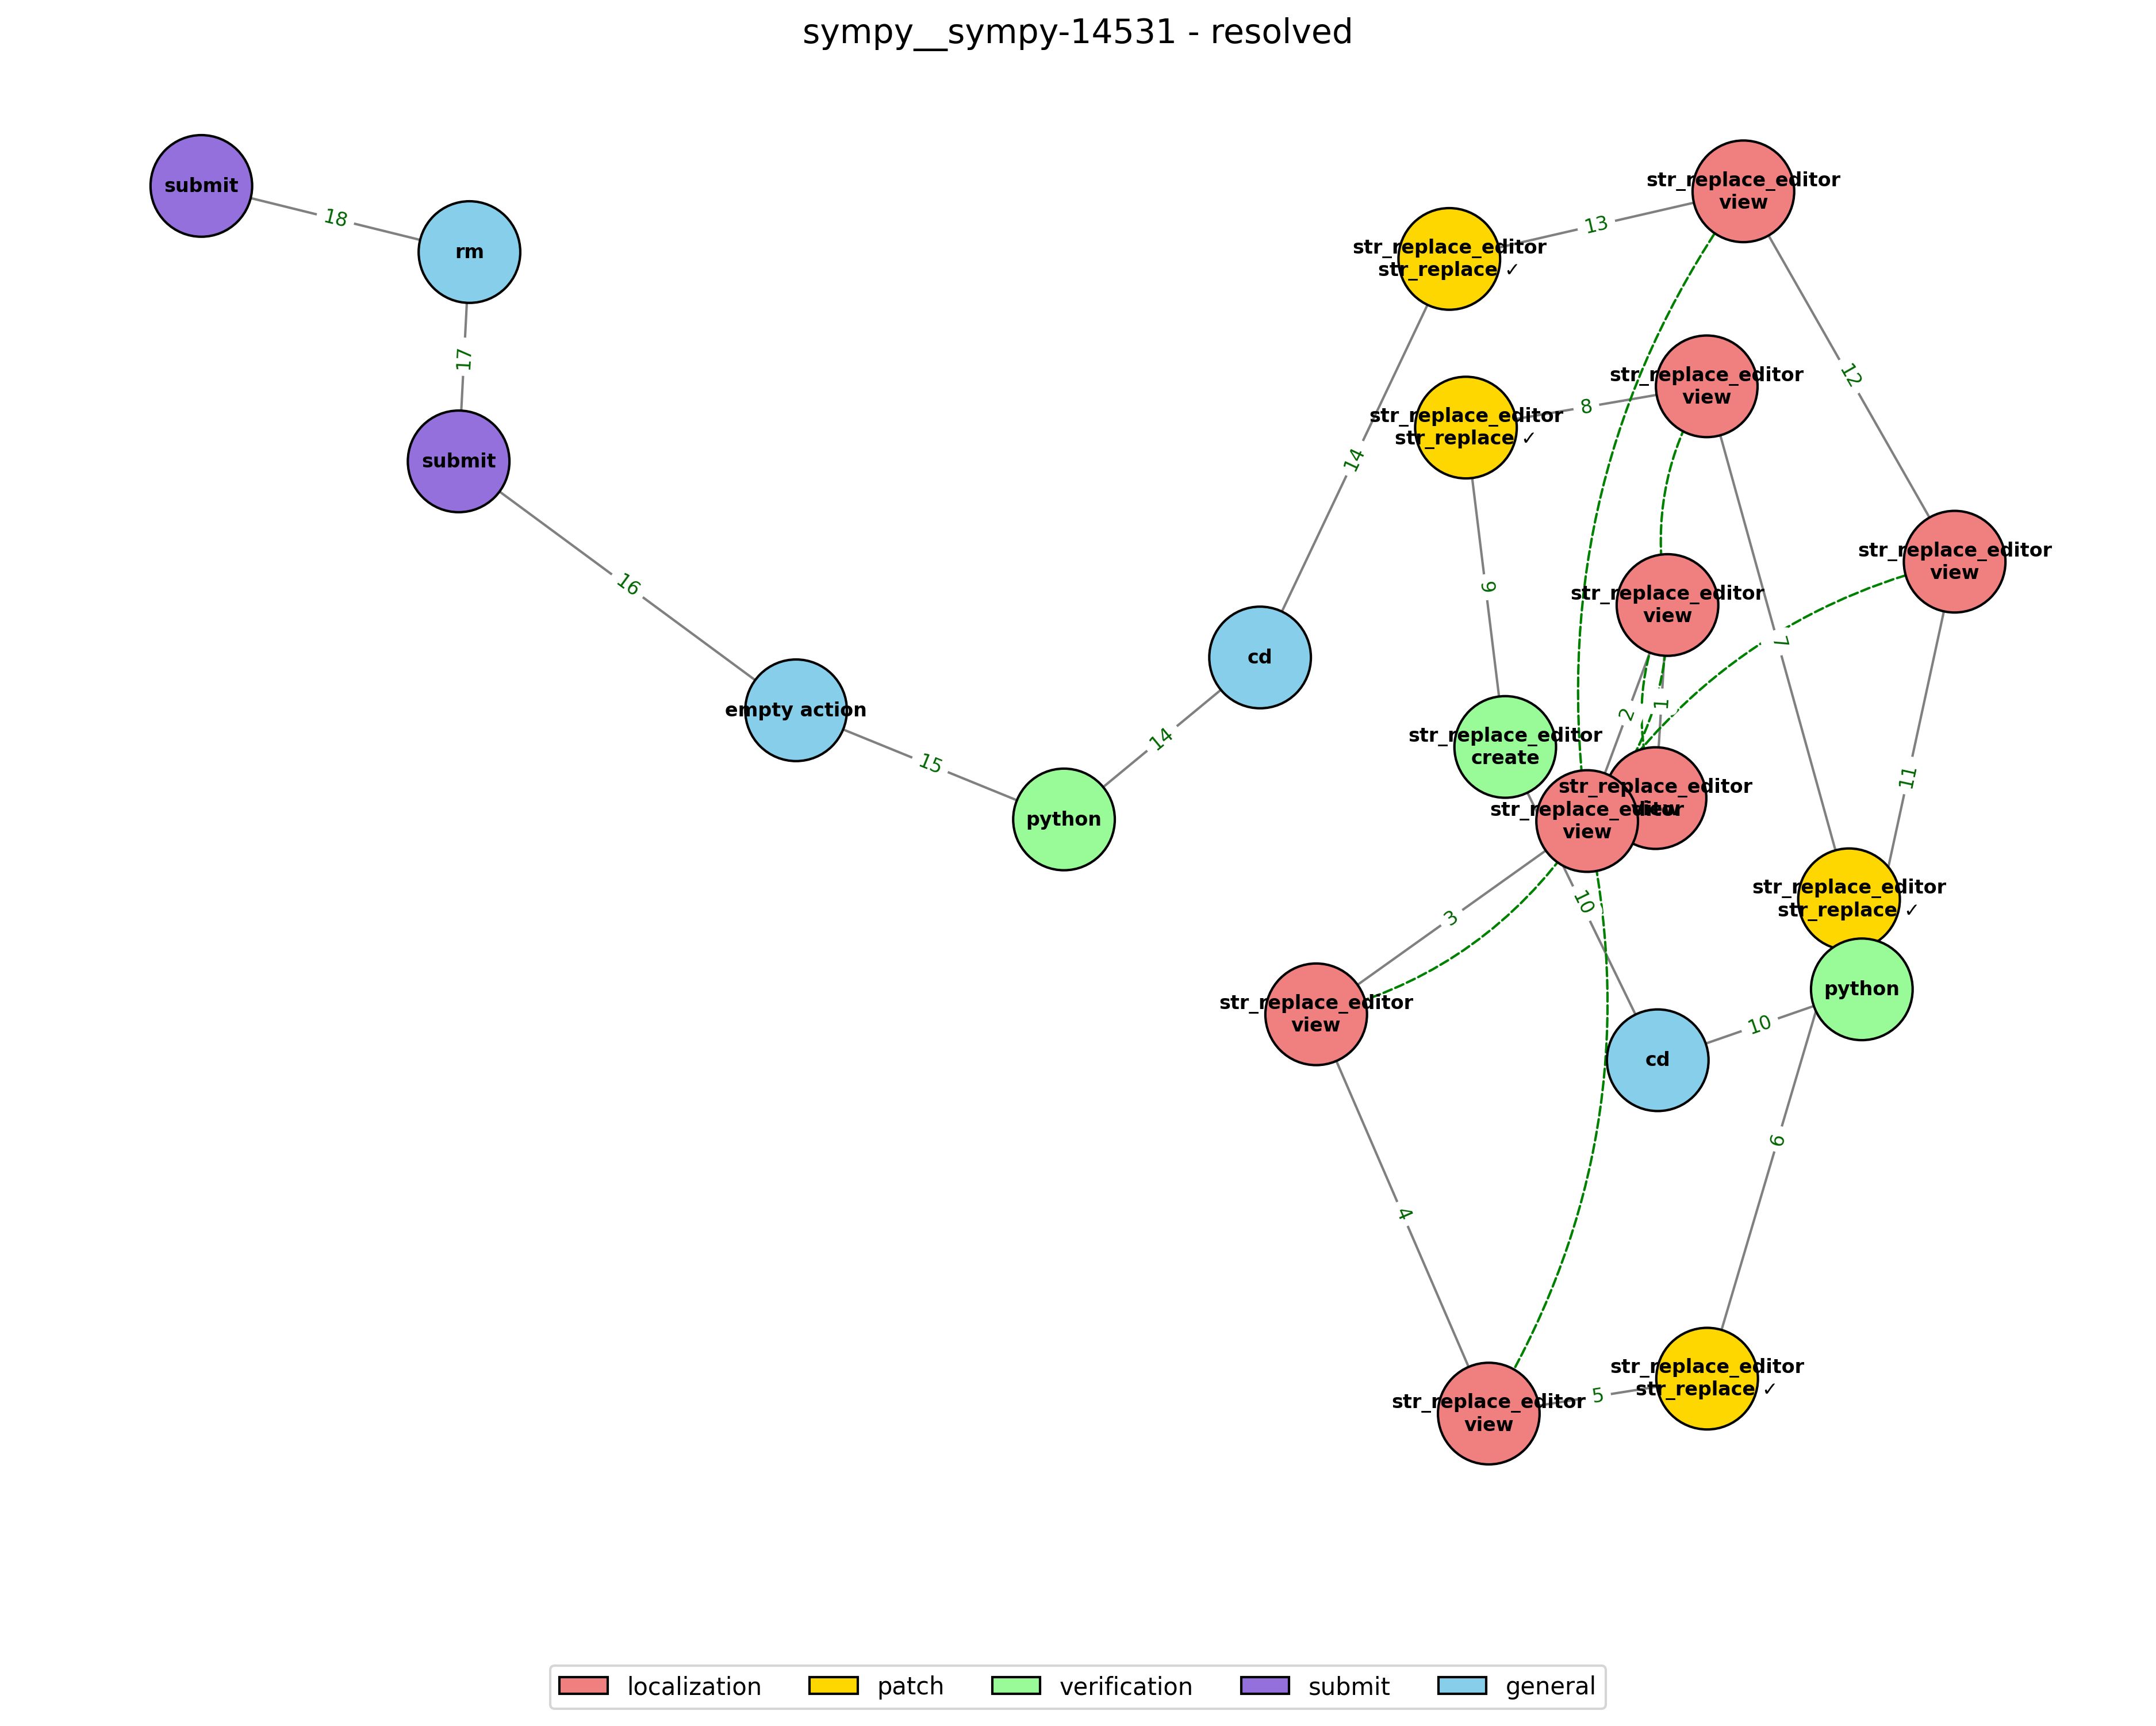 sympy__sympy-14531 - resolved
submit
18
rm
17
submit
16
empty action
15
python
14
cd
14
str_replace_editor
str_replace ✓
13
str_replace_editor
view
12
str_replace_editor
view
8
str_replace_editor
str_replace ✓
9
str_replace_editor
view
7
str_replace_editor
view
2
1
str_replace_editor
create
str_replace_editor
view
str_replace_editor
view
11
10
3
str_replace_editor
str_replace ✓
python
10
cd
str_replace_editor
view
4
6
str_replace_editor
view
5
str_replace_editor
str_replace ✓
localization
patch
verification
submit
general